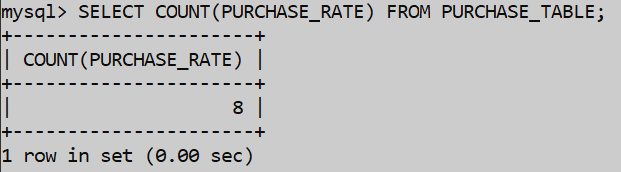 mysql> SELECT COUNT(PURCHASE_RATE) FROM PURCHASE_TABLE;
+----------------------+
| COUNT(PURCHASE_RATE) |
+----------------------+
|                    8 |
+----------------------+
1 row in set (0.00 sec)